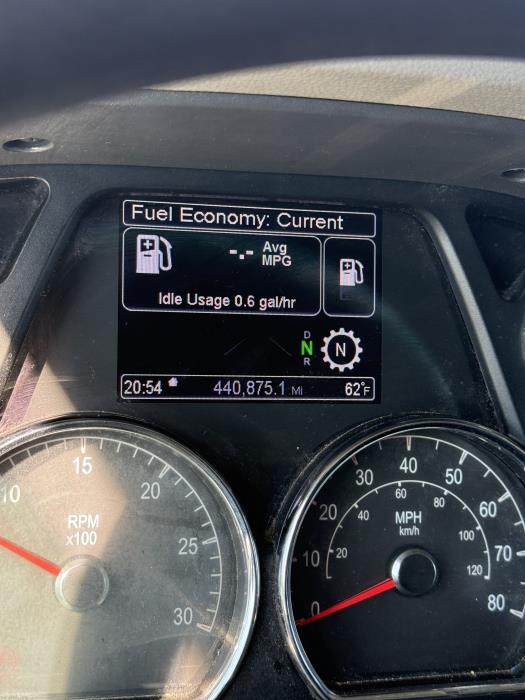 Fuel Economy: Current
-.- Avg
MPG
Idle Usage 0.6 gal/hr
D
N
R
N
20:54
440,875.1 MI
62°F
10
15
20
25
30
RPM
x100
0
10
20
30
40
50
60
70
80
20
40
60
80
100
120
MPH
km/h